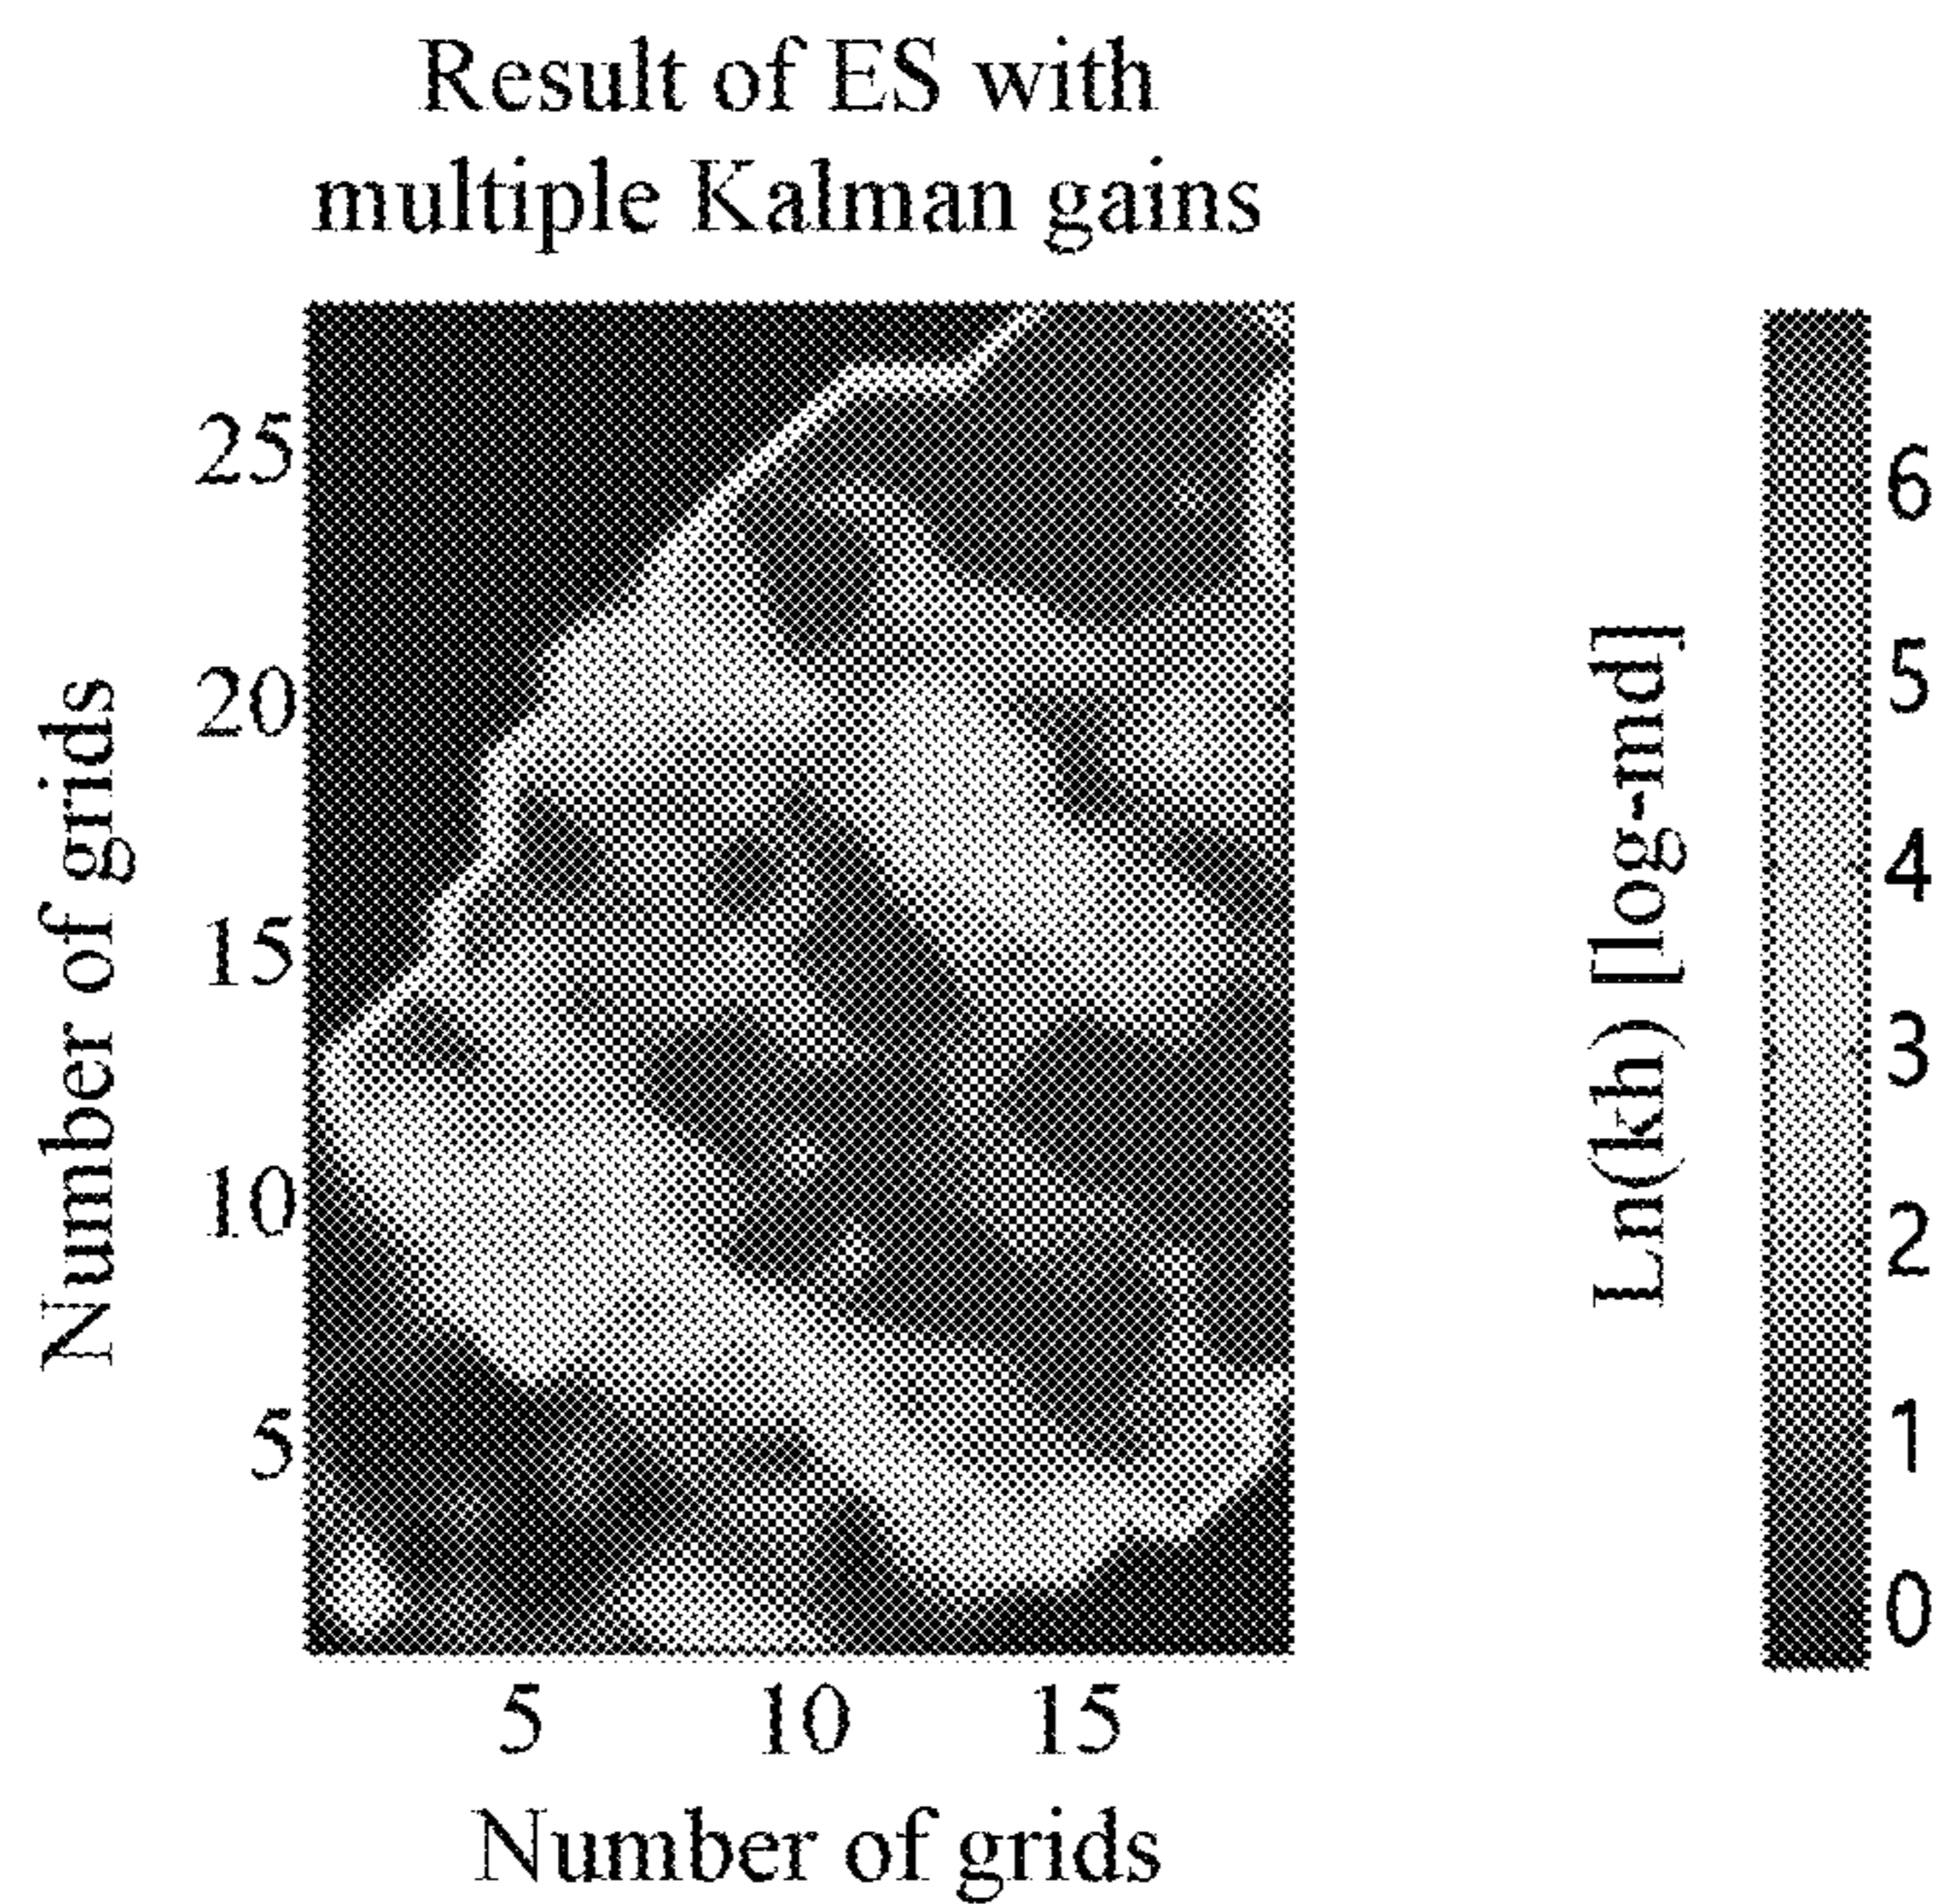 Result of ES with
multiple Kalman gains
Number of grids
25
20
15
10
5
5 10 15
Number of grids
Ln(kh) [log-md]
6
5
4
3
2
1
0